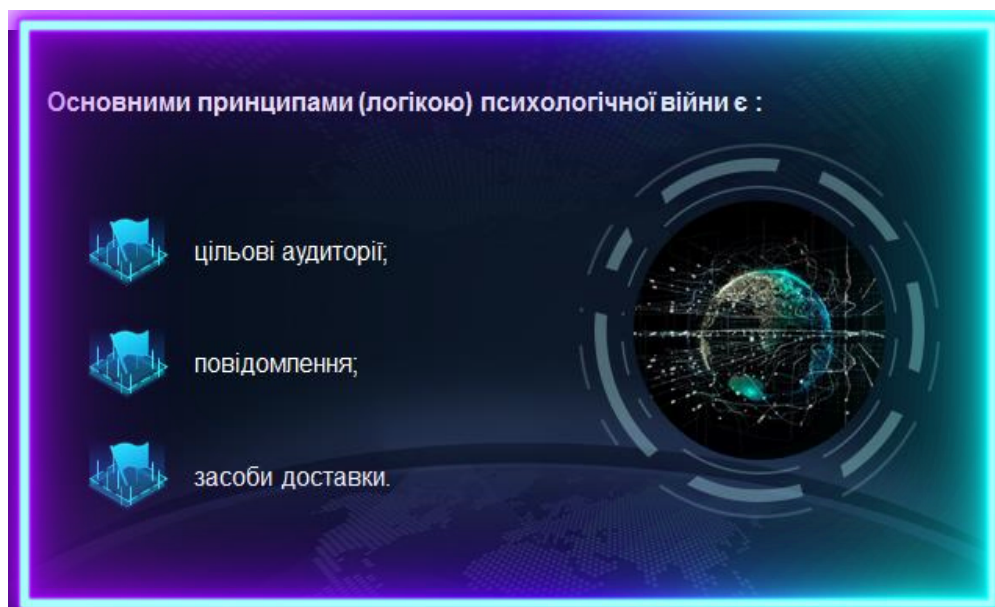 Основними принципами (логікою) психологічної війни є :
цільові аудиторії;
повідомлення;
засоби доставки.